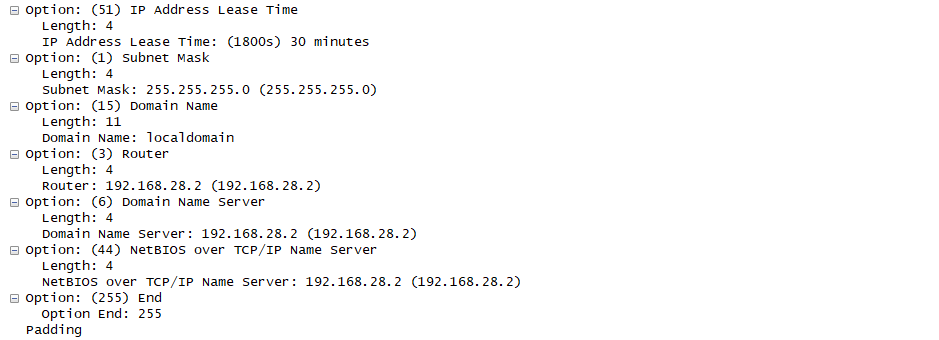 Option: (51) IP Address Lease Time
Length: 4
IP Address Lease Time: (1800s) 30 minutes
Option: (1) Subnet Mask
Length: 4
Subnet Mask: 255.255.255.0 (255.255.255.0)
Option: (15) Domain Name
Length: 11
Domain Name: localdomain
Option: (3) Router
Length: 4
Router: 192.168.28.2 (192.168.28.2)
Option: (6) Domain Name Server
Length: 4
Domain Name Server: 192.168.28.2 (192.168.28.2)
Option: (44) NetBIOS over TCP/IP Name Server
Length: 4
NetBIOS over TCP/IP Name Server: 192.168.28.2 (192.168.28.2)
Option: (255) End
Option End: 255
Padding